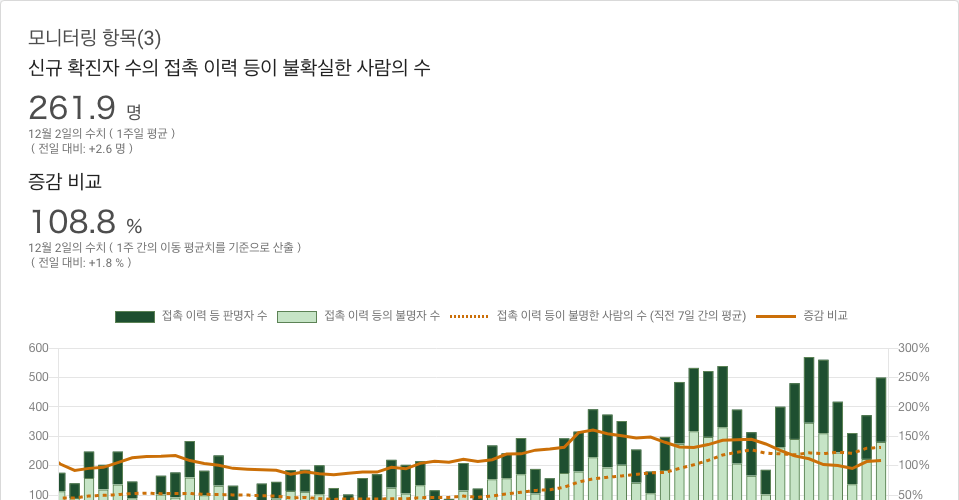 모니터링 항목(3)
신규 확진자 수의 접촉 이력 등이 불확실한 사람의 수
261.9 명
12월 2일의 수치 ( 1주일 평균 )
( 전일 대비: +2.6 명 )
증감 비교
108.8 %
12월 2일의 수치 ( 1주 간의 이동 평균치를 기준으로 산출 )
( 전일 대비: +1.8 % )
접촉 이력 등 판명자 수 접촉 이력 등의 불명자 수 접촉 이력 등이 불명한 사람의 수 (직전 7일 간의 평균) 증감 비교
600 300%
500 250%
400 200%
300 150%
200 100%
100 50%